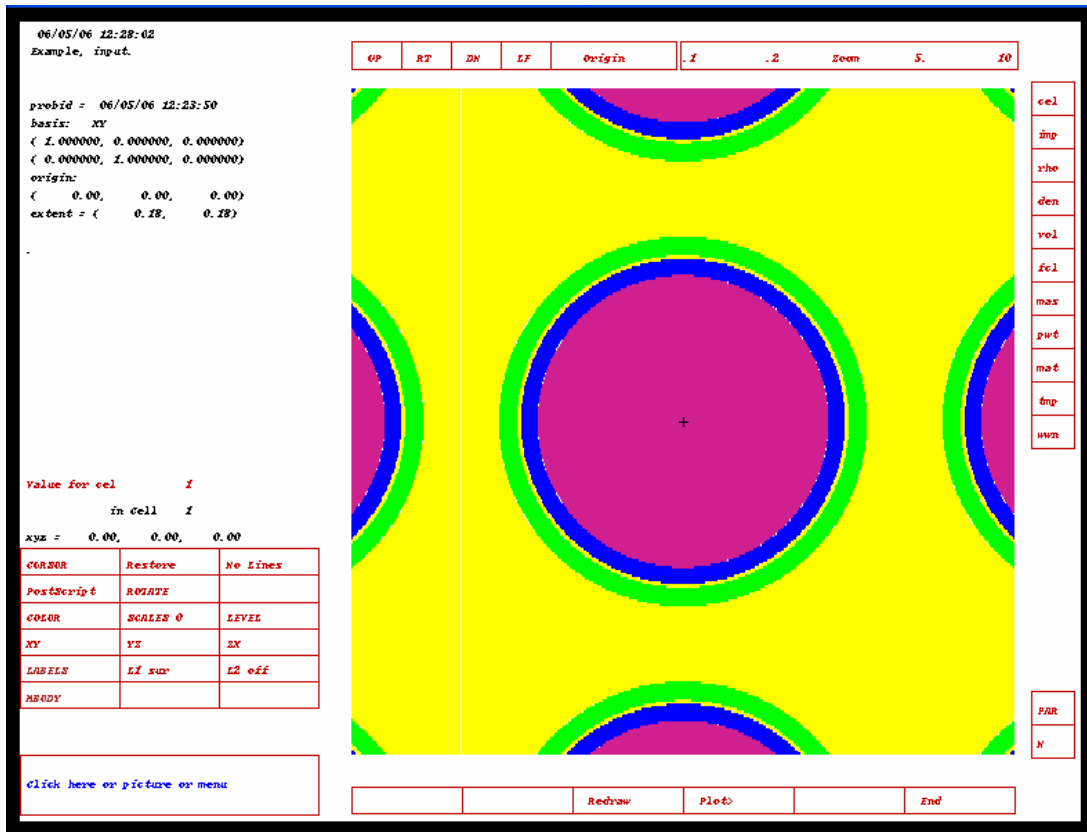 06/05/06 12:28:02
Example, input.
probid = 06/05/06 12:23:50
basis: XY
( 1.000000, 0.000000, 0.000000)
( 0.000000, 1.000000, 0.000000)
origin:
( 0.00, 0.00, 0.00)
extent = ( 0.18, 0.18)
UP RT DN LF Origin .1 .2 Zoom 5. 10
cel
imp
rho
den
vol
fcl
mas
pwt
mat
tmp
wwn
Value for cel 1
in Cell 1
xyz = 0.00, 0.00, 0.00
CURSOR Restore No Lines
PostScript ROTATE
COLOR SCALES 0 LEVEL
XY YZ ZX
LABELS L1 sur L2 off
MBODY
PAR
N
Click here or picture or menu
Redraw Plot> End